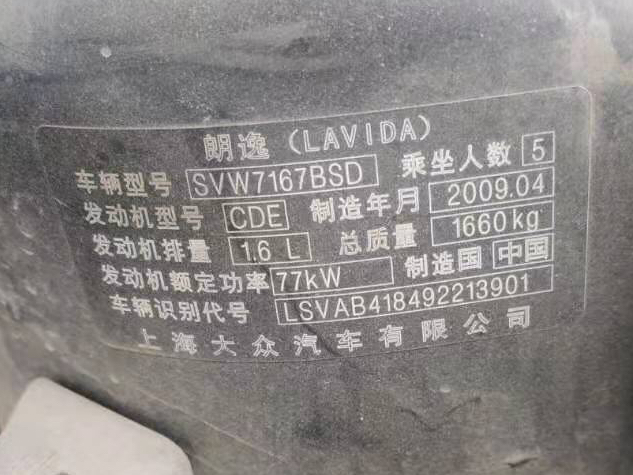 朗逸(LAVIDA)
车辆型号 SVW7167BSD 乘坐人数 5
发动机型号 CDE 制造年月 2009.04
发动机排量 1.6 L 总质量 1660kg
发动机额定功率 77kW 制造国 中国
车辆识别代号 LSVAB418492213901
上海大众汽车有限公司